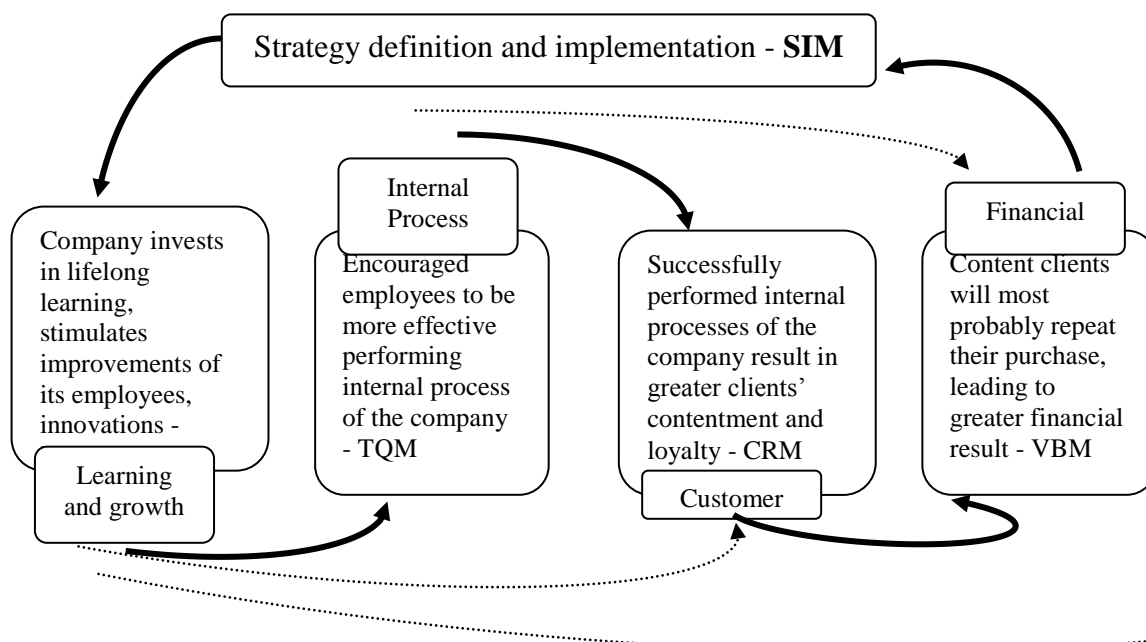 Strategy definition and implementation - SIM
Company invests
in lifelong
learning,
stimulates
improvements of
its employees,
innovations -
Learning
and growth
Internal
Process
Encouraged
employees to be
more effective
performing
internal process
of the company
- TQM
Successfully
performed internal
processes of the
company result in
greater clients’
contentment and
loyalty - CRM
Customer
Financial
Content clients
will most
probably repeat
their purchase,
leading to
greater financial
result - VBM